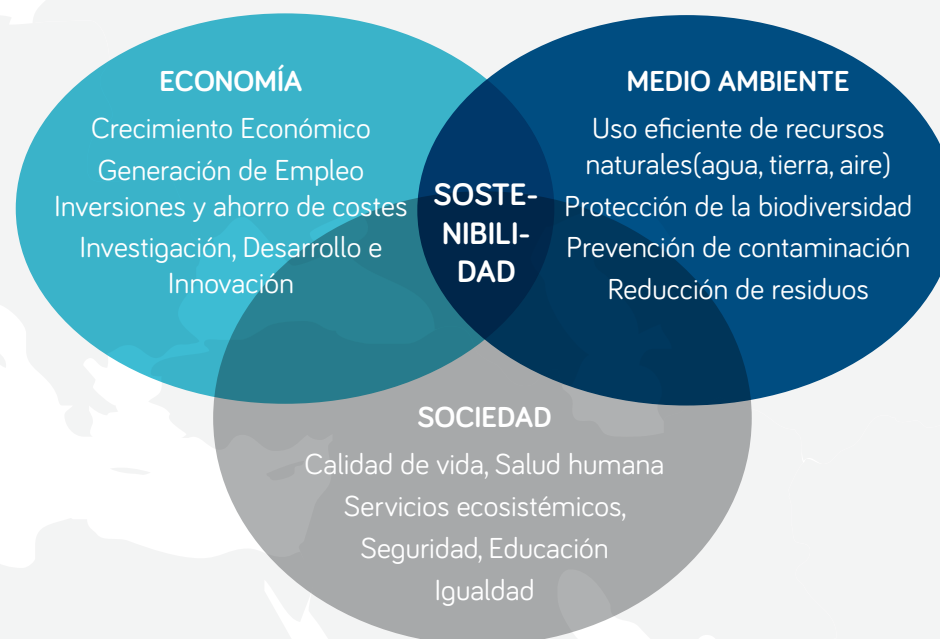 ECONOMÍA
Crecimiento Económico
Generación de Empleo
Inversiones y ahorro de costes
Investigación, Desarrollo e
Innovación
SOSTE-
NIBILI-
DAD
MEDIO AMBIENTE
Uso eficiente de recursos
naturales(agua, tierra, aire)
Protección de la biodiversidad
Prevención de contaminación
Reducción de residuos
SOCIEDAD
Calidad de vida, Salud humana
Servicios ecosistémicos,
Seguridad, Educación
Igualdad